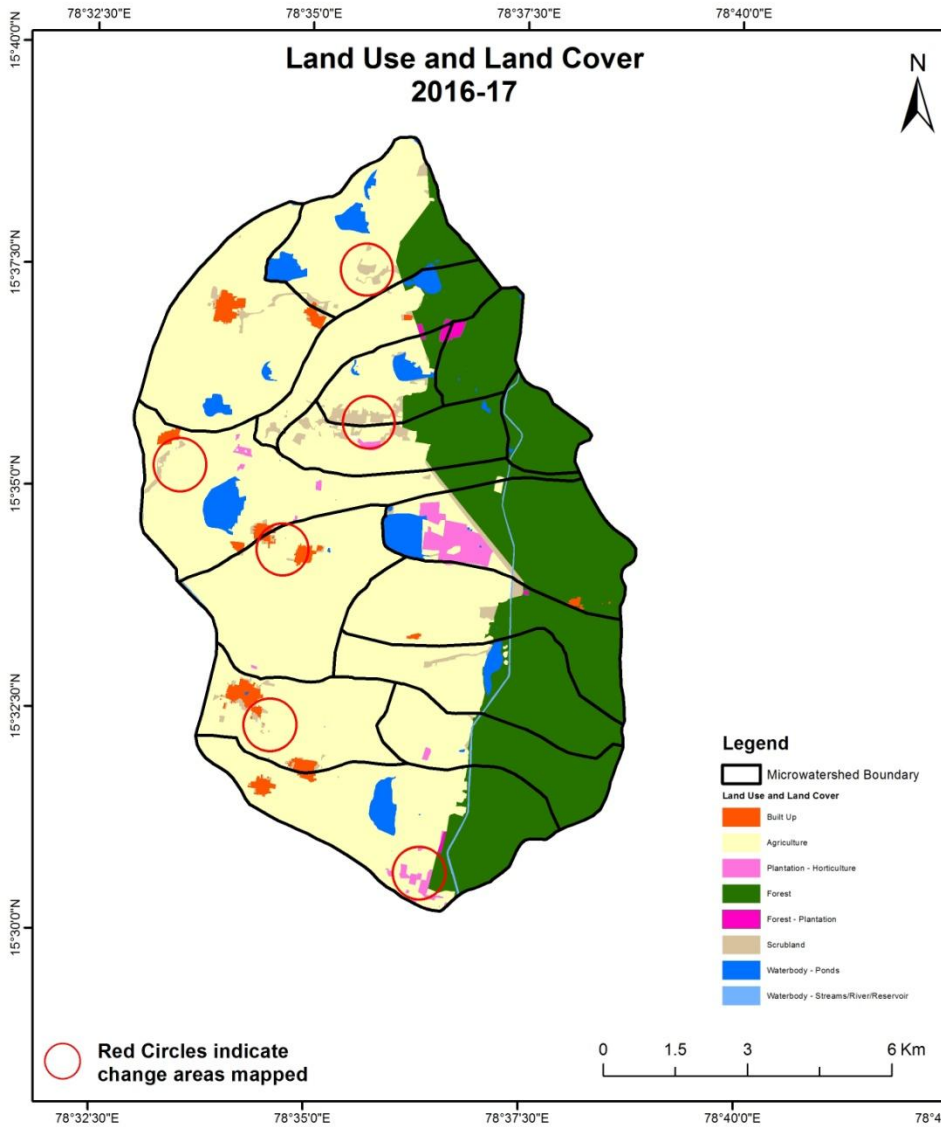 78°32'30"E 78°35'0"E 78°37'30"E 78°40'0"E
15°40'0"N
Land Use and Land Cover
2016-17
N
15°37'30"N
15°35'0"N
15°32'30"N
15°30'0"N
Legend
Microwatershed Boundary
Land Use and Land Cover
Built Up
Agriculture
Plantation - Horticulture
Forest
Forest - Plantation
Scrubland
Waterbody - Ponds
Waterbody - Streams/River/Reservoir
Red Circles indicate
change areas mapped
0 1.5 3 6 Km
78°32'30"E 78°35'0"E 78°37'30"E 78°40'0"E 78°4